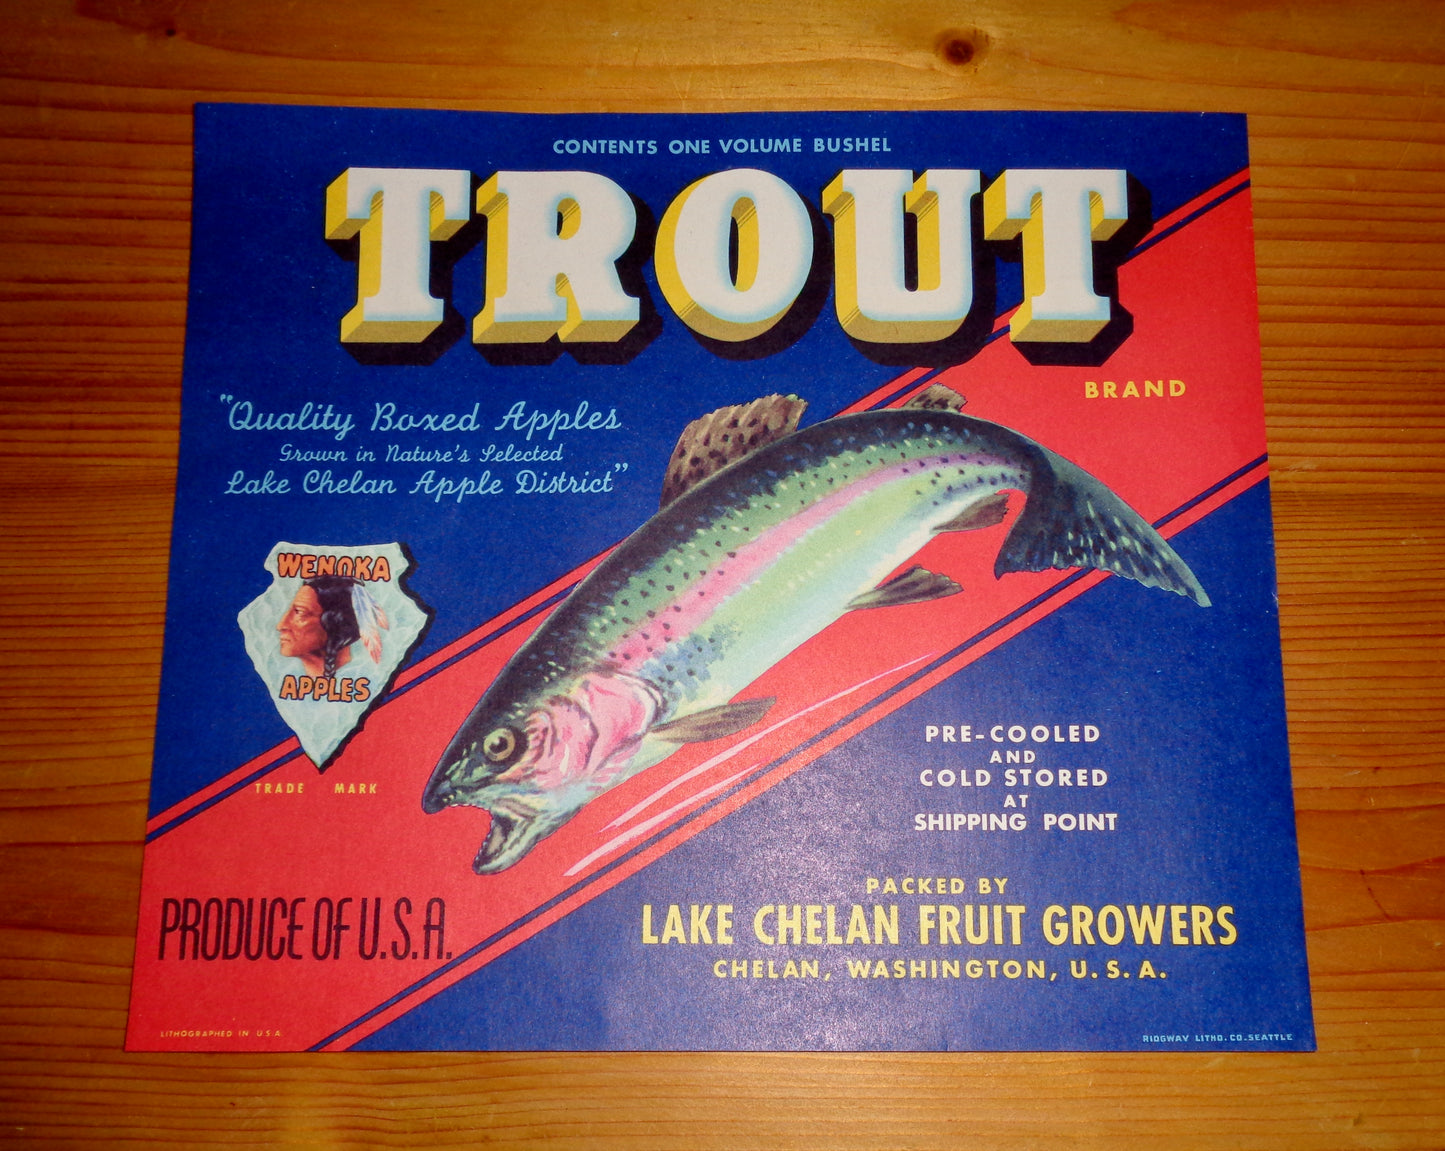 CONTENTS ONE VOLUME BUSHEL
TROUT
BRAND
"Quality Boxed Apples
Grown in Nature's Selected
Lake Chelan Apple District"
WENOKA
APPLES
TRADE MARK
PRE-COOLED
AND
COLD STORED
AT
SHIPPING POINT
PACKED BY
LAKE CHELAN FRUIT GROWERS
CHELAN, WASHINGTON, U.S.A.
PRODUCE OF U.S.A.
LITHOGRAPHED IN U.S.A.
RIDGWAY LITHO. CO. SEATTLE